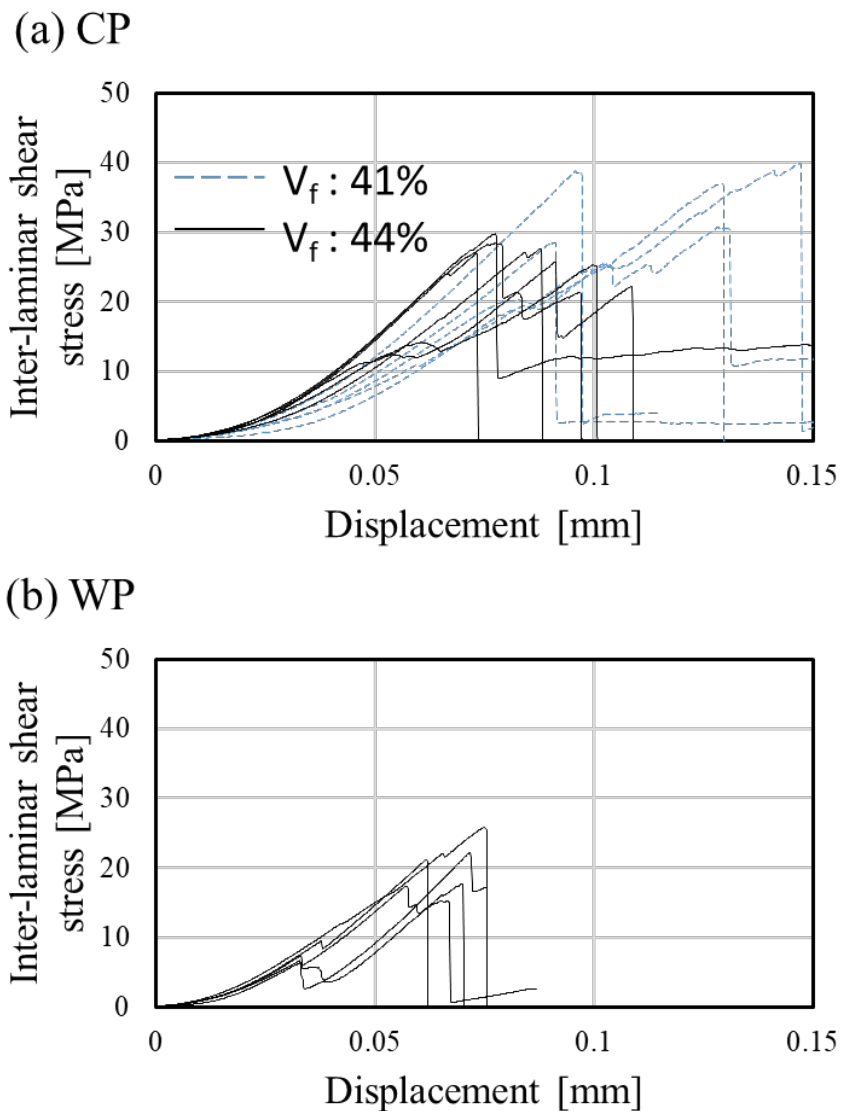 (a) CP
Inter-laminar shear
stress [MPa]
50
40
30
20
10
0
V_f : 41%
V_f : 44%
0
0.05
0.1
0.15
Displacement [mm]
(b) WP
Inter-laminar shear
stress [MPa]
50
40
30
20
10
0
0
0.05
0.1
0.15
Displacement [mm]